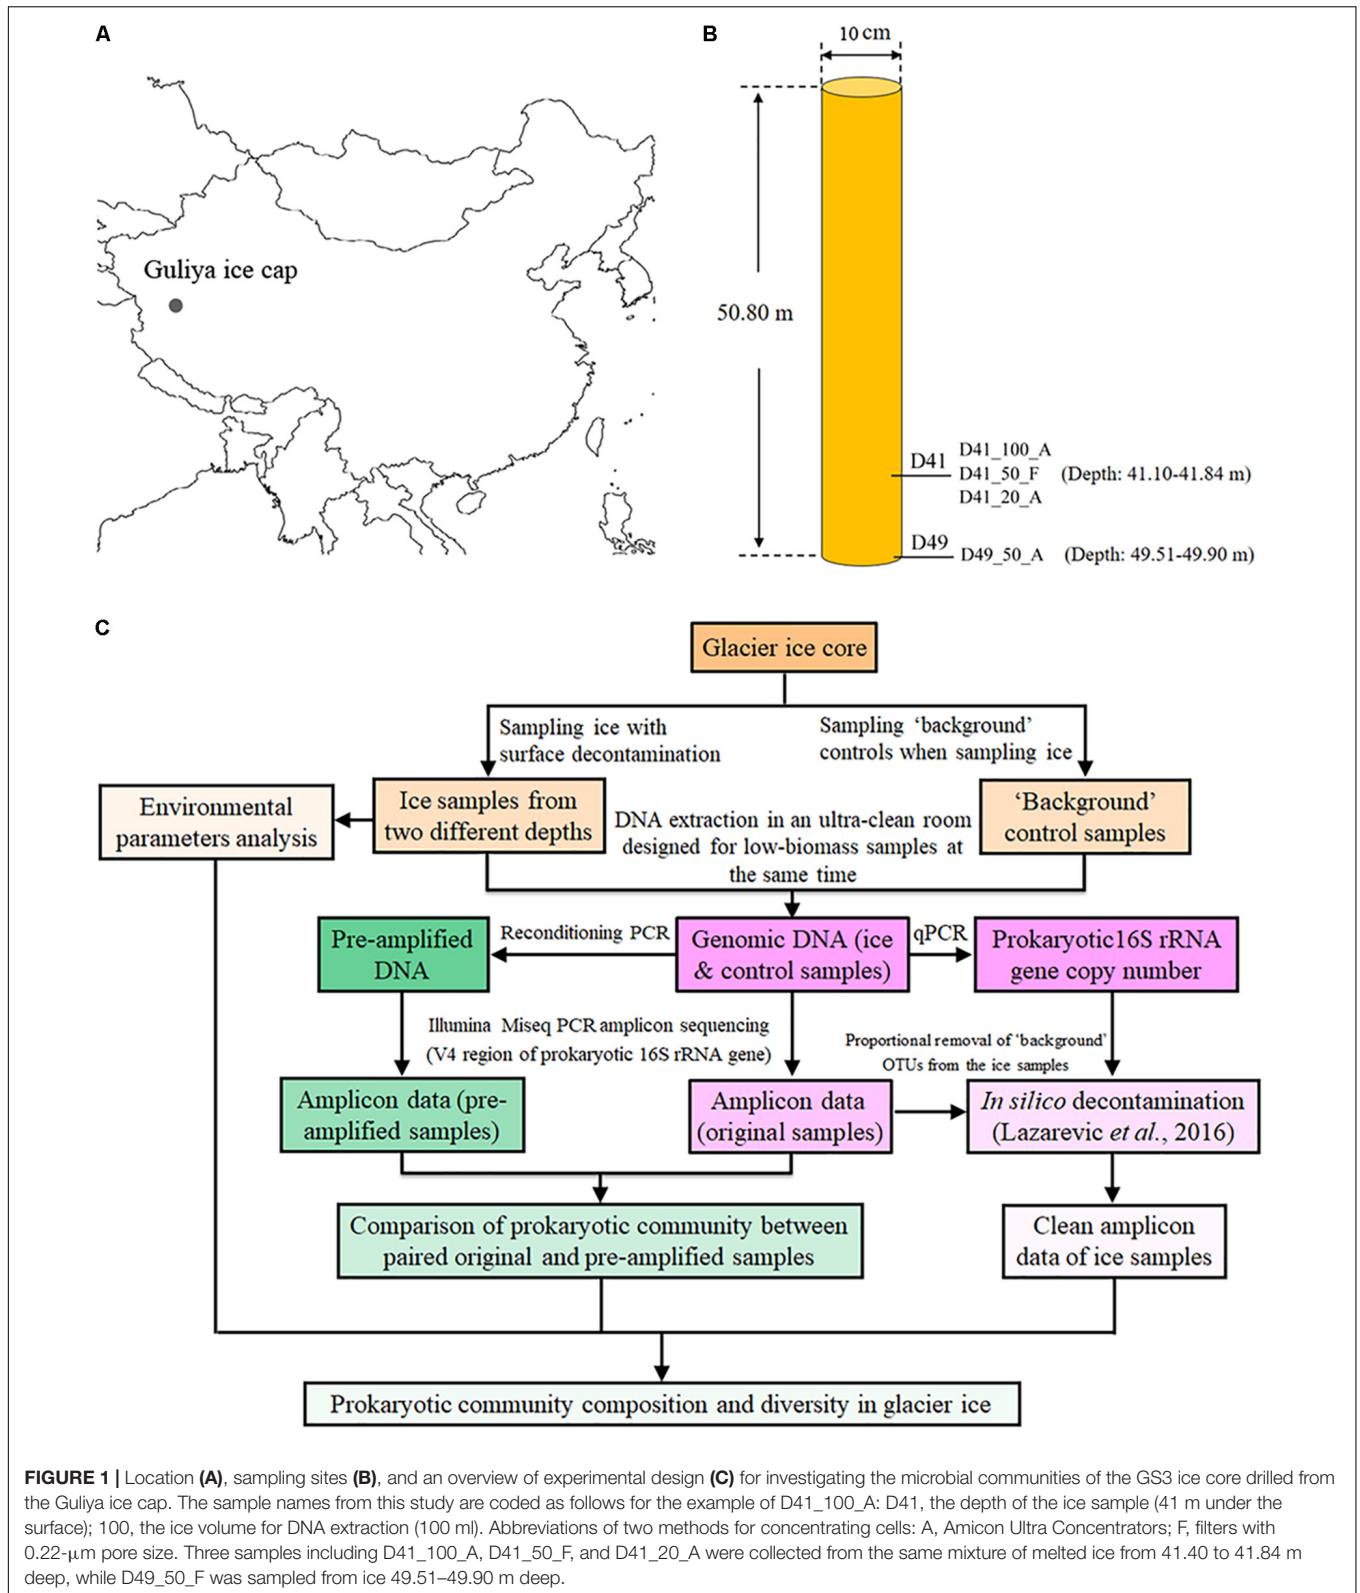 A
Guliya ice cap
B
10 cm
50.80 m
D41
D41_100_A
D41_50_F (Depth: 41.10-41.84 m)
D41_20_A
D49
D49_50_A (Depth: 49.51-49.90 m)
C
Glacier ice core
Sampling ice with
surface decontamination
Sampling ‘background’
controls when sampling ice
Environmental
parameters analysis
Ice samples from
two different depths
DNA extraction in an ultra-clean room
designed for low-biomass samples at
the same time
‘Background’
control samples
Pre-amplified
DNA
Reconditioning PCR
Genomic DNA (ice
& control samples)
qPCR
Prokaryotic16S rRNA
gene copy number
Illumina Miseq PCR amplicon sequencing
(V4 region of prokaryotic 16S rRNA gene)
Proportional removal of ‘background’
OTUs from the ice samples
Amplicon data (pre-
amplified samples)
Amplicon data
(original samples)
In silico decontamination
(Lazarevic et al., 2016)
Comparison of prokaryotic community between
paired original and pre-amplified samples
Clean amplicon
data of ice samples
Prokaryotic community composition and diversity in glacier ice
FIGURE 1 | Location (A), sampling sites (B), and an overview of experimental design (C) for investigating the microbial communities of the GS3 ice core drilled from
the Guliya ice cap. The sample names from this study are coded as follows for the example of D41_100_A: D41, the depth of the ice sample (41 m under the
surface); 100, the ice volume for DNA extraction (100 ml). Abbreviations of two methods for concentrating cells: A, Amicon Ultra Concentrators; F, filters with
0.22-μm pore size. Three samples including D41_100_A, D41_50_F, and D41_20_A were collected from the same mixture of melted ice from 41.40 to 41.84 m
deep, while D49_50_F was sampled from ice 49.51–49.90 m deep.